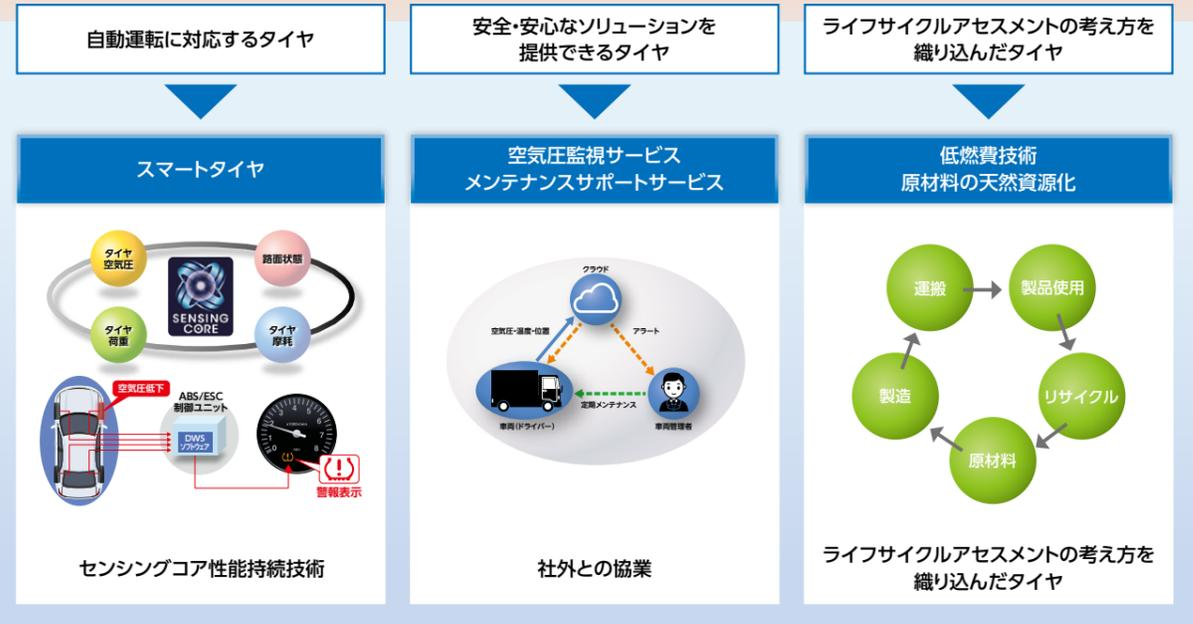 自動運転に対応するタイヤ
スマートタイヤ
タイヤ
空気圧
路面状態
SENSING
CORE
タイヤ
荷重
タイヤ
摩耗
空気圧低下
ABS/ESC
制御ユニット
DWS
ソフトウェア
警報表示
センシングコア性能持続技術
安全・安心なソリューションを
提供できるタイヤ
空気圧監視サービス
メンテナンスサポートサービス
クラウド
空気圧・温度・位置
アラート
定期メンテナンス
車両(ドライバー)
車両管理者
社外との協業
ライフサイクルアセスメントの考え方を
織り込んだタイヤ
低燃費技術
原材料の天然資源化
運搬
製品使用
製造
リサイクル
原材料
ライフサイクルアセスメントの考え方を
織り込んだタイヤ